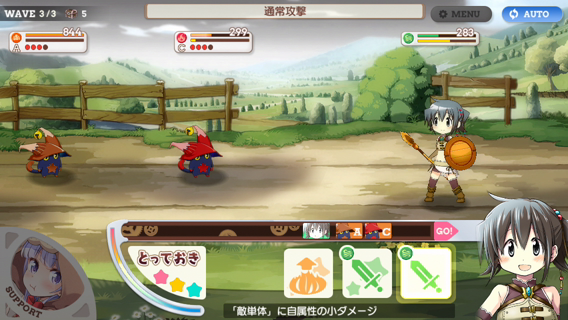 WAVE 3/3 5
通常攻撃
MENU
AUTO
844
A
299
C
283
A C GO!
とっておき
SUPPORT
「敵単体」に自属性の小ダメージ